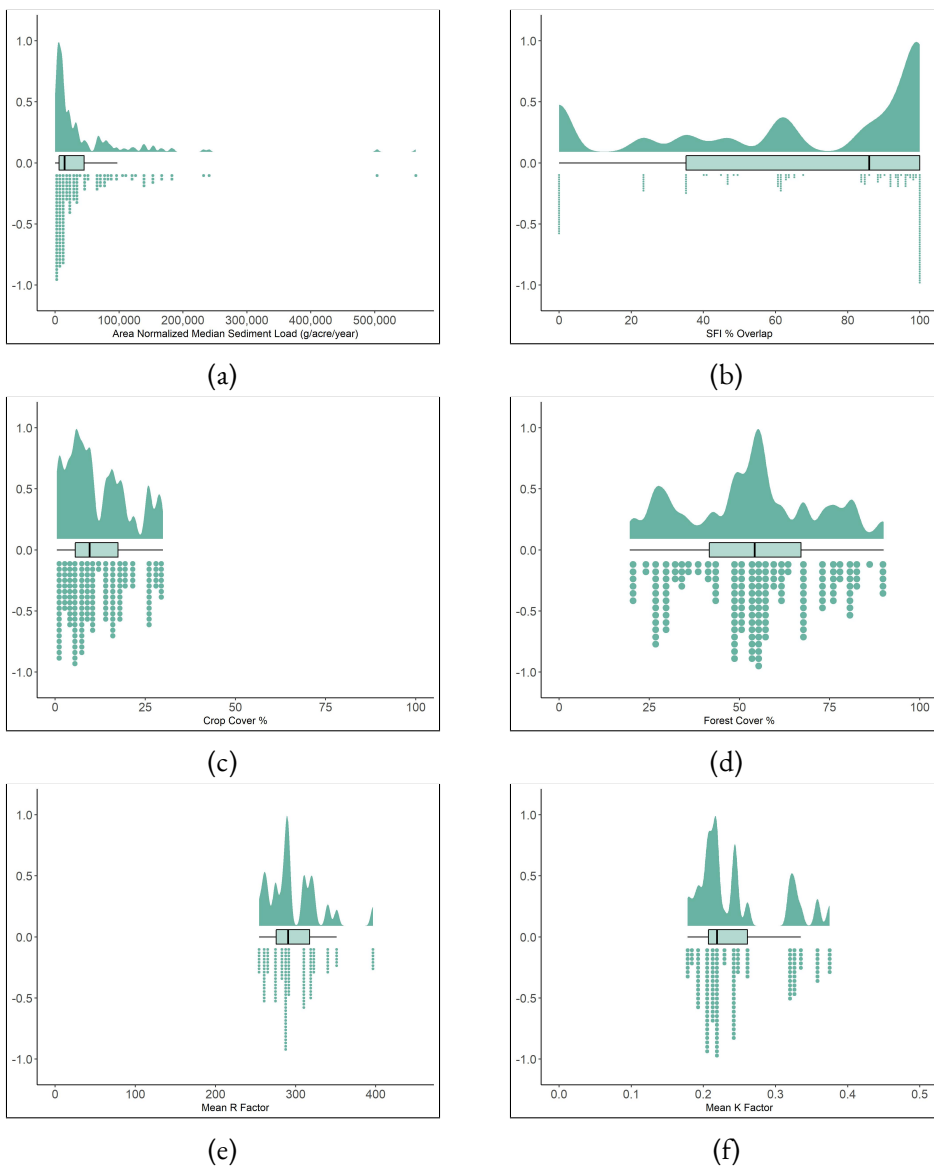 1.0
0.5
0.0
-0.5
-1.0
0 100,000 200,000 300,000 400,000 500,000
Area Normalized Median Sediment Load (g/acre/year)
(a)
1.0
0.5
0.0
-0.5
-1.0
0 20 40 60 80 100
SFI % Overlap
(b)
1.0
0.5
0.0
-0.5
-1.0
0 25 50 75 100
Crop Cover %
(c)
1.0
0.5
0.0
-0.5
-1.0
0 25 50 75 100
Forest Cover %
(d)
1.0
0.5
0.0
-0.5
-1.0
0 100 200 300 400
Mean R Factor
(e)
1.0
0.5
0.0
-0.5
-1.0
0.0 0.1 0.2 0.3 0.4 0.5
Mean K Factor
(f)